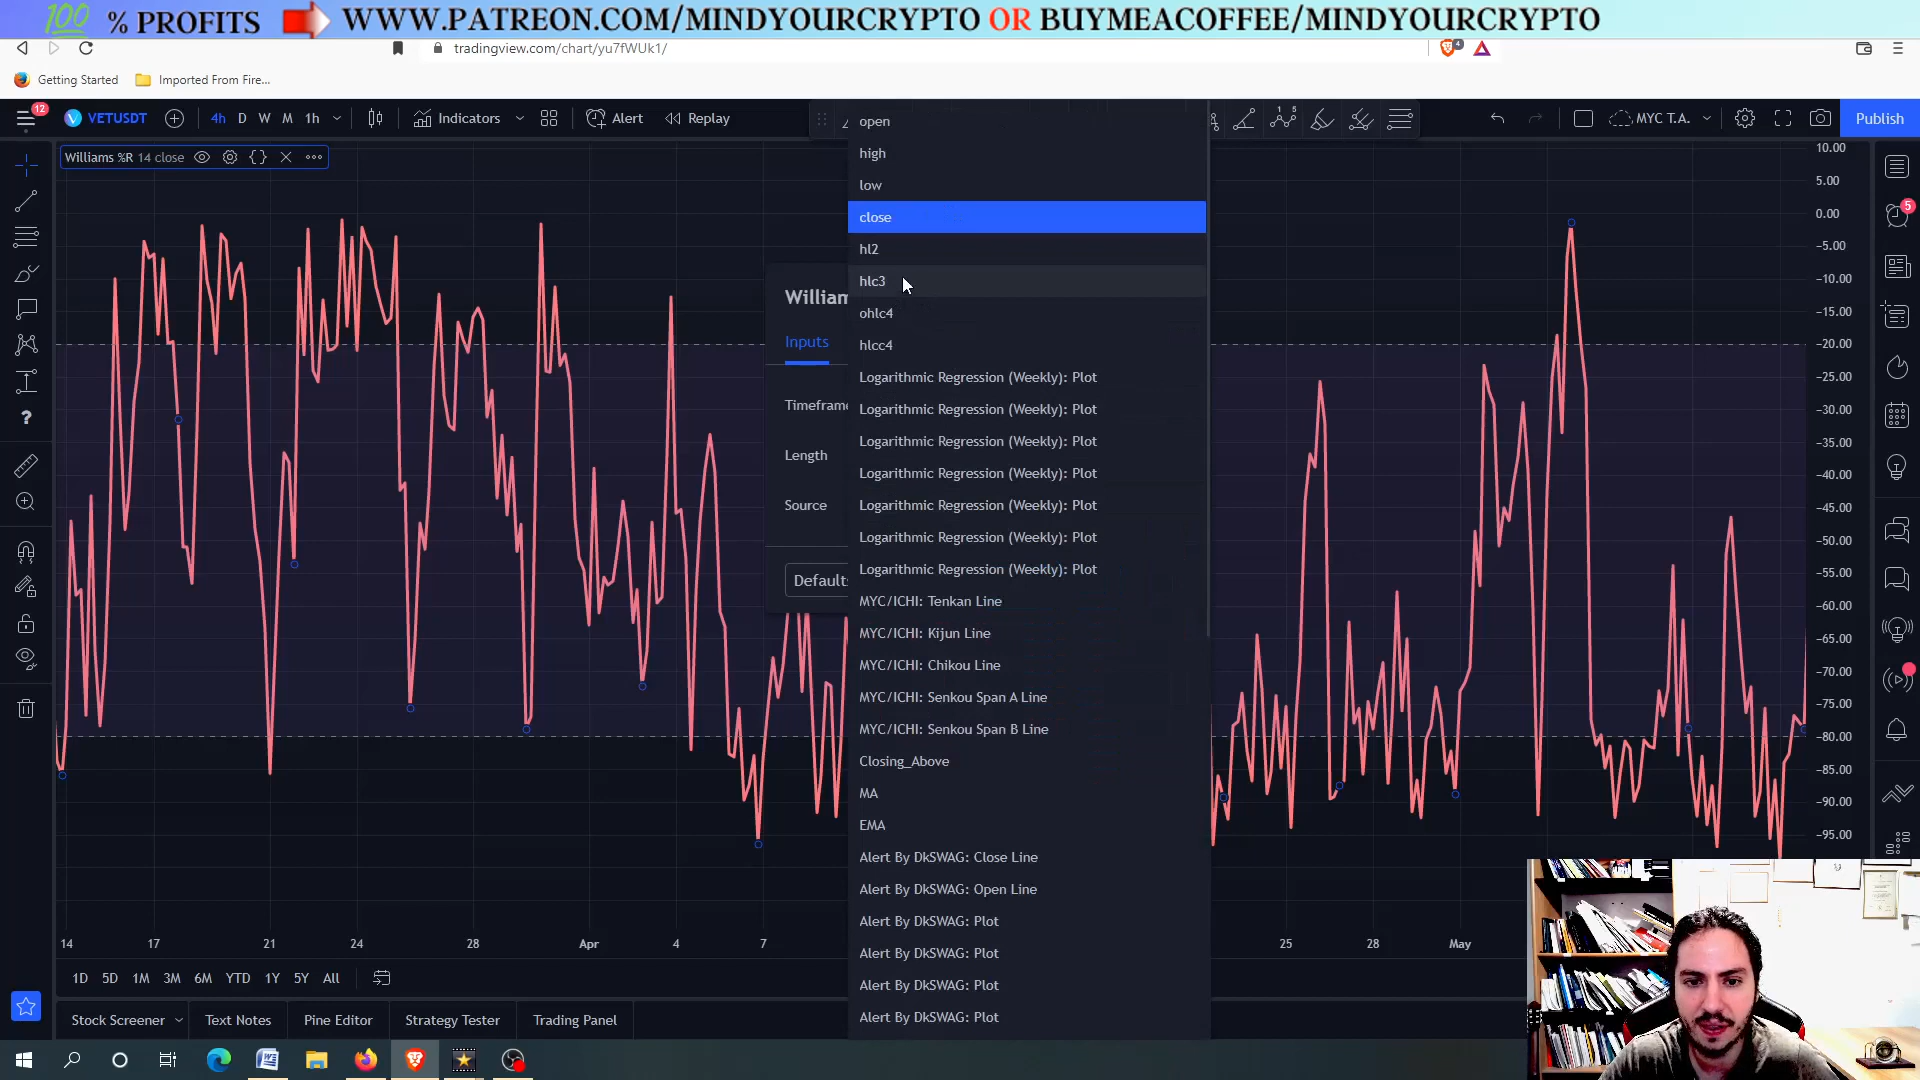 100 % PROFITS WWW.PATREON.COM/MINDYOURCRYPTO OR BUYMEACOFFEE/MINDYOURCRYPTO
tradingview.com/chart/yu7fWUk1/
4
Getting Started Imported From Fire...
12 VETUSDT 4h D W M 1h Indicators Alert Replay MYC T.A. Publish
Williams %R 14 close
open
high
low
close
hl2
hlc3
ohlc4
hlcc4
Logarithmic Regression (Weekly): Plot
Logarithmic Regression (Weekly): Plot
Logarithmic Regression (Weekly): Plot
Logarithmic Regression (Weekly): Plot
Logarithmic Regression (Weekly): Plot
Logarithmic Regression (Weekly): Plot
Logarithmic Regression (Weekly): Plot
MYC/ICHI: Tenkan Line
MYC/ICHI: Kijun Line
MYC/ICHI: Chikou Line
MYC/ICHI: Senkou Span A Line
MYC/ICHI: Senkou Span B Line
Closing_Above
MA
EMA
Alert By DkSWAG: Close Line
Alert By DkSWAG: Open Line
Alert By DkSWAG: Plot
Alert By DkSWAG: Plot
Alert By DkSWAG: Plot
Alert By DkSWAG: Plot
William
Inputs
Timeframe
Length
Source
Defaults
10.00
5.00
0.00
−5.00
−10.00
−15.00
−20.00
−25.00
−30.00
−35.00
−40.00
−45.00
−50.00
−55.00
−60.00
−65.00
−70.00
−75.00
−80.00
−85.00
−90.00
−95.00
5
14 17 21 24 28 Apr 4 7 25 28 May
1D 5D 1M 3M 6M YTD 1Y 5Y All
Stock Screener Text Notes Pine Editor Strategy Tester Trading Panel